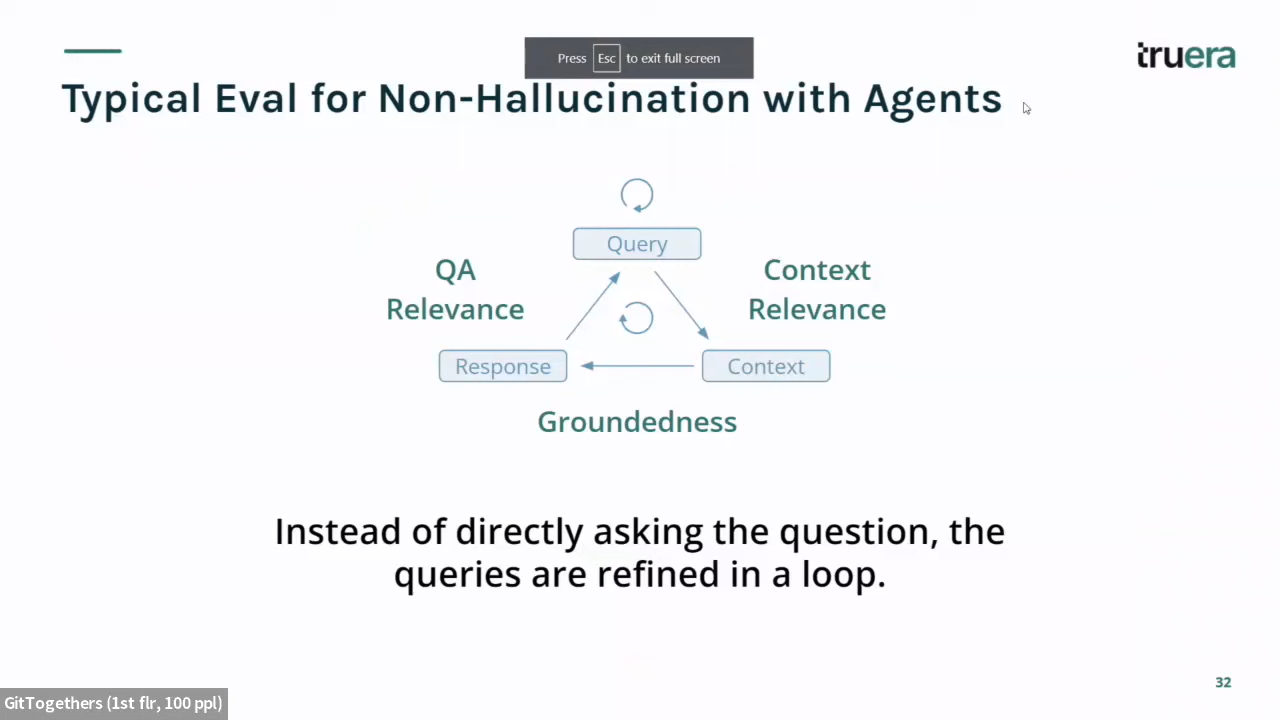 Press Esc to exit full screen
truera
Typical Eval for Non-Hallucination with Agents
Query
QA
Relevance
Context
Relevance
Response
Context
Groundedness
Instead of directly asking the question, the
queries are refined in a loop.
32
GitTogethers (1st flr, 100 ppl)